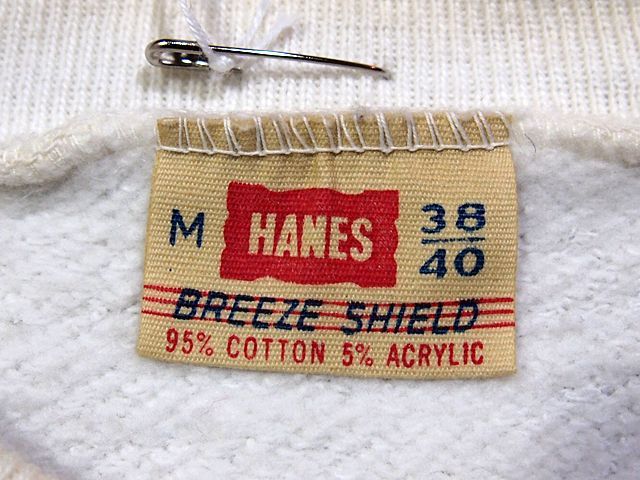 M HANES 38/40
BREEZE SHIELD
95% COTTON 5% ACRYLIC